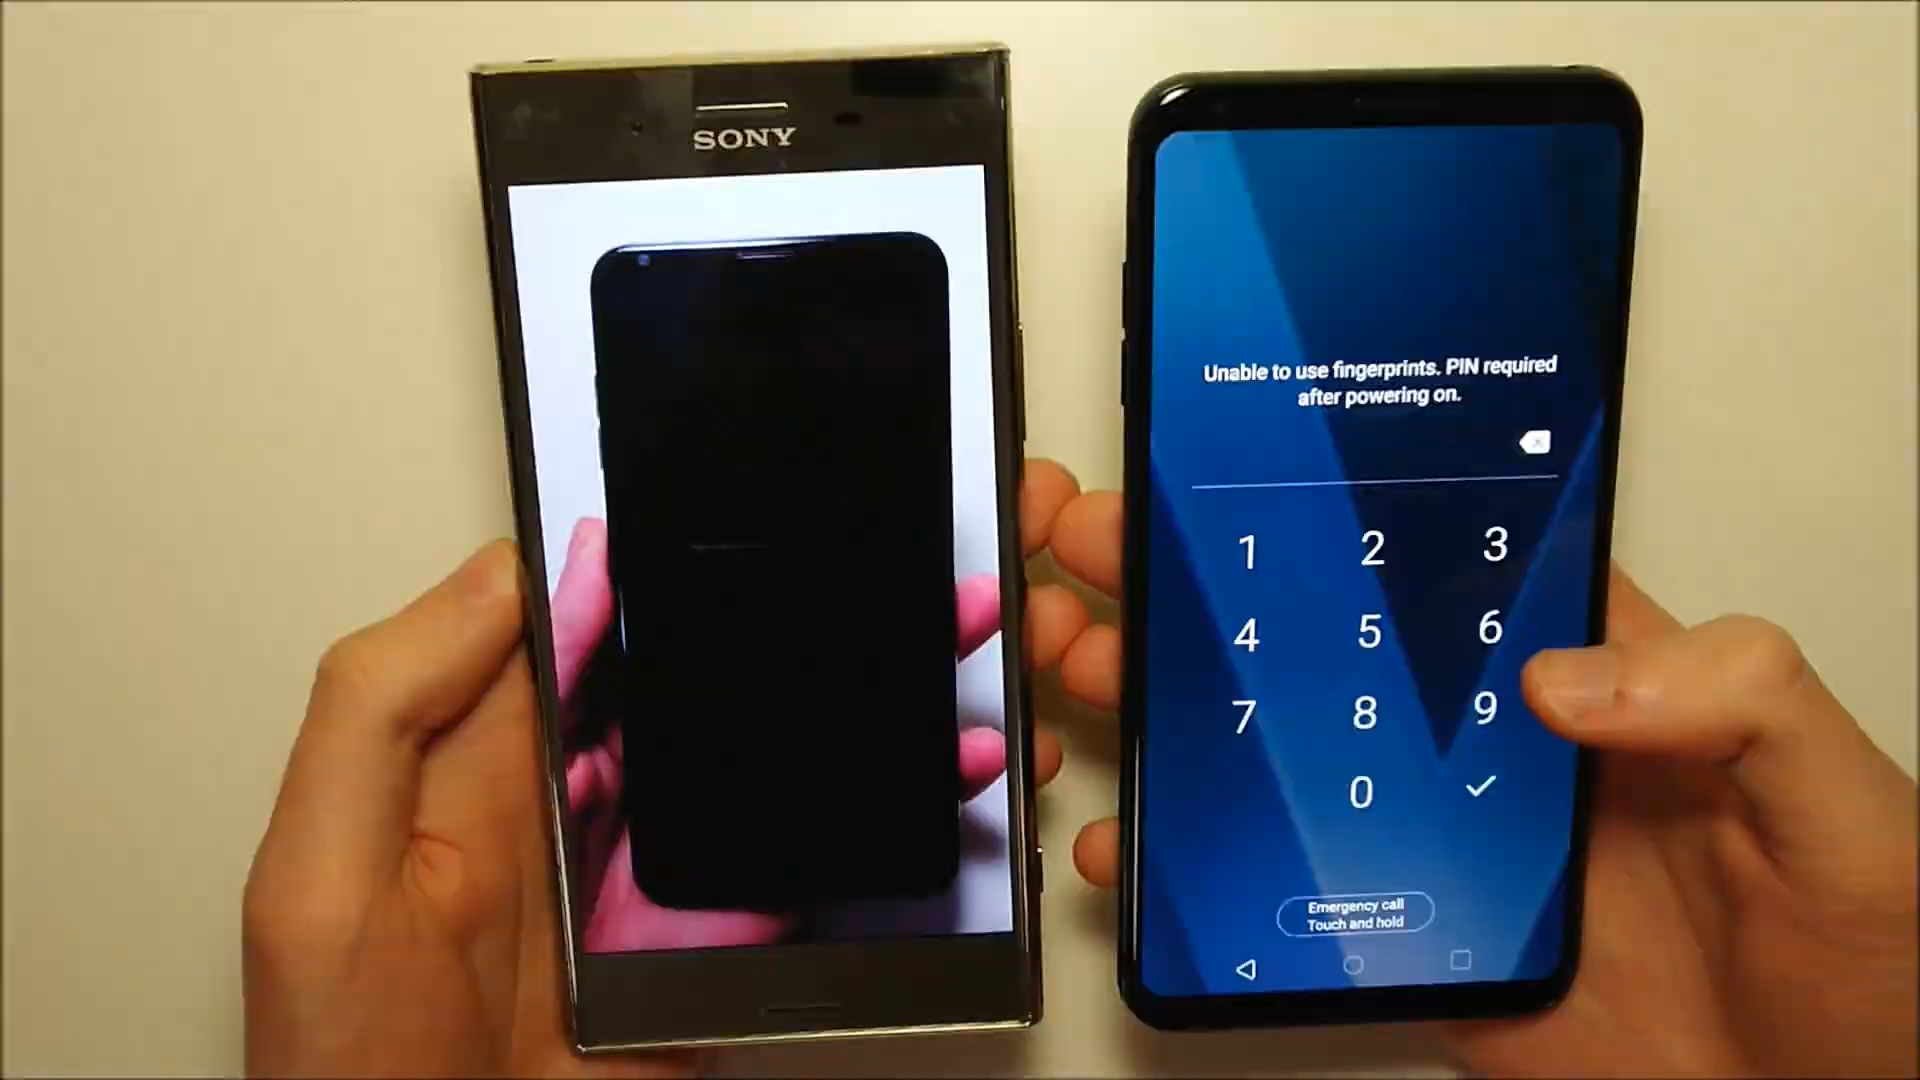 SONY
Unable to use fingerprints. PIN required
after powering on.
1 2 3
4 5 6
7 8 9
0
Emergency call
Touch and hold